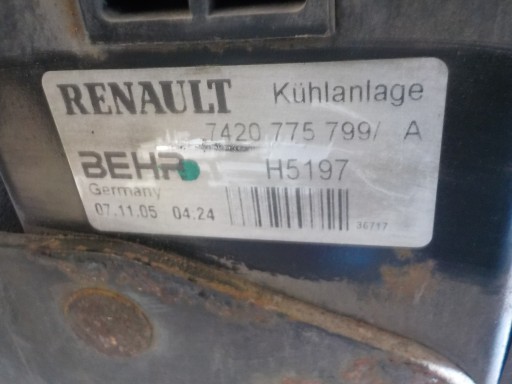 RENAULT Kühlanlage
7420 775 799/ A
BEHR H5197
Germany
07.11.05 04.24
36717